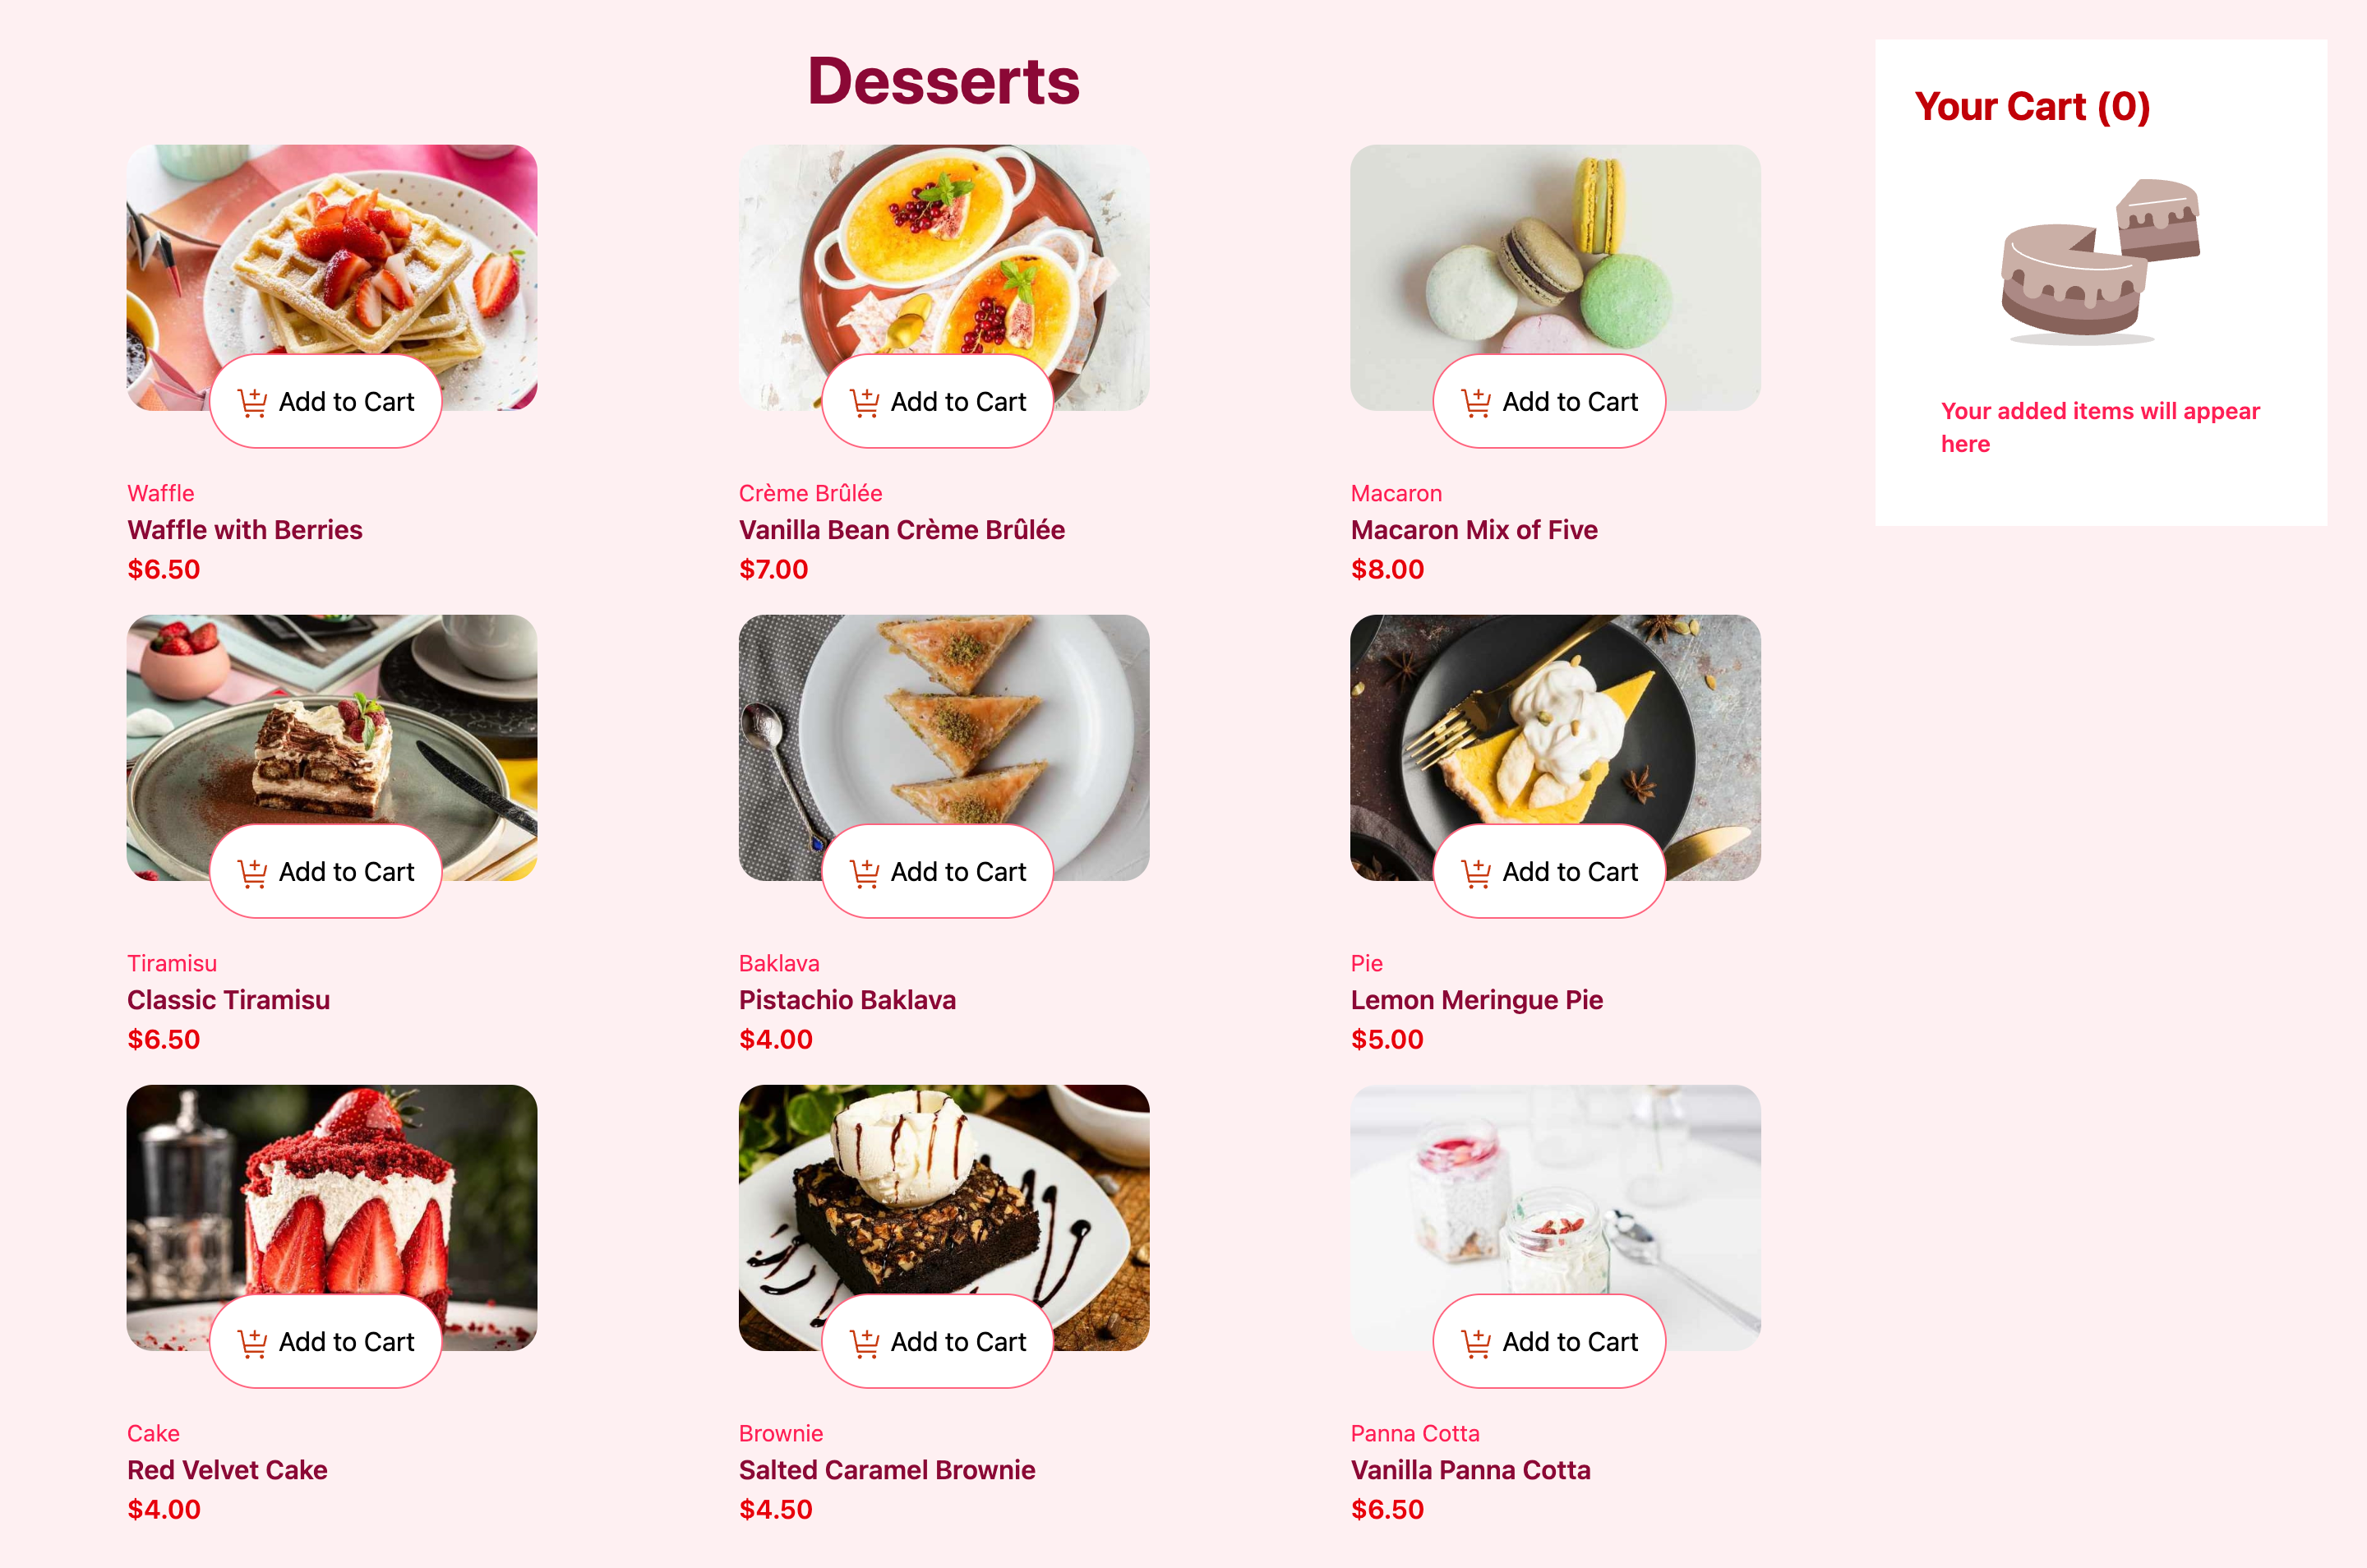 Desserts
Add to Cart
Waffle
Waffle with Berries
$6.50
Add to Cart
Crème Brûlée
Vanilla Bean Crème Brûlée
$7.00
Add to Cart
Macaron
Macaron Mix of Five
$8.00
Add to Cart
Tiramisu
Classic Tiramisu
$6.50
Add to Cart
Baklava
Pistachio Baklava
$4.00
Add to Cart
Pie
Lemon Meringue Pie
$5.00
Add to Cart
Cake
Red Velvet Cake
$4.00
Add to Cart
Brownie
Salted Caramel Brownie
$4.50
Add to Cart
Panna Cotta
Vanilla Panna Cotta
$6.50
Your Cart (0)
Your added items will appear
here